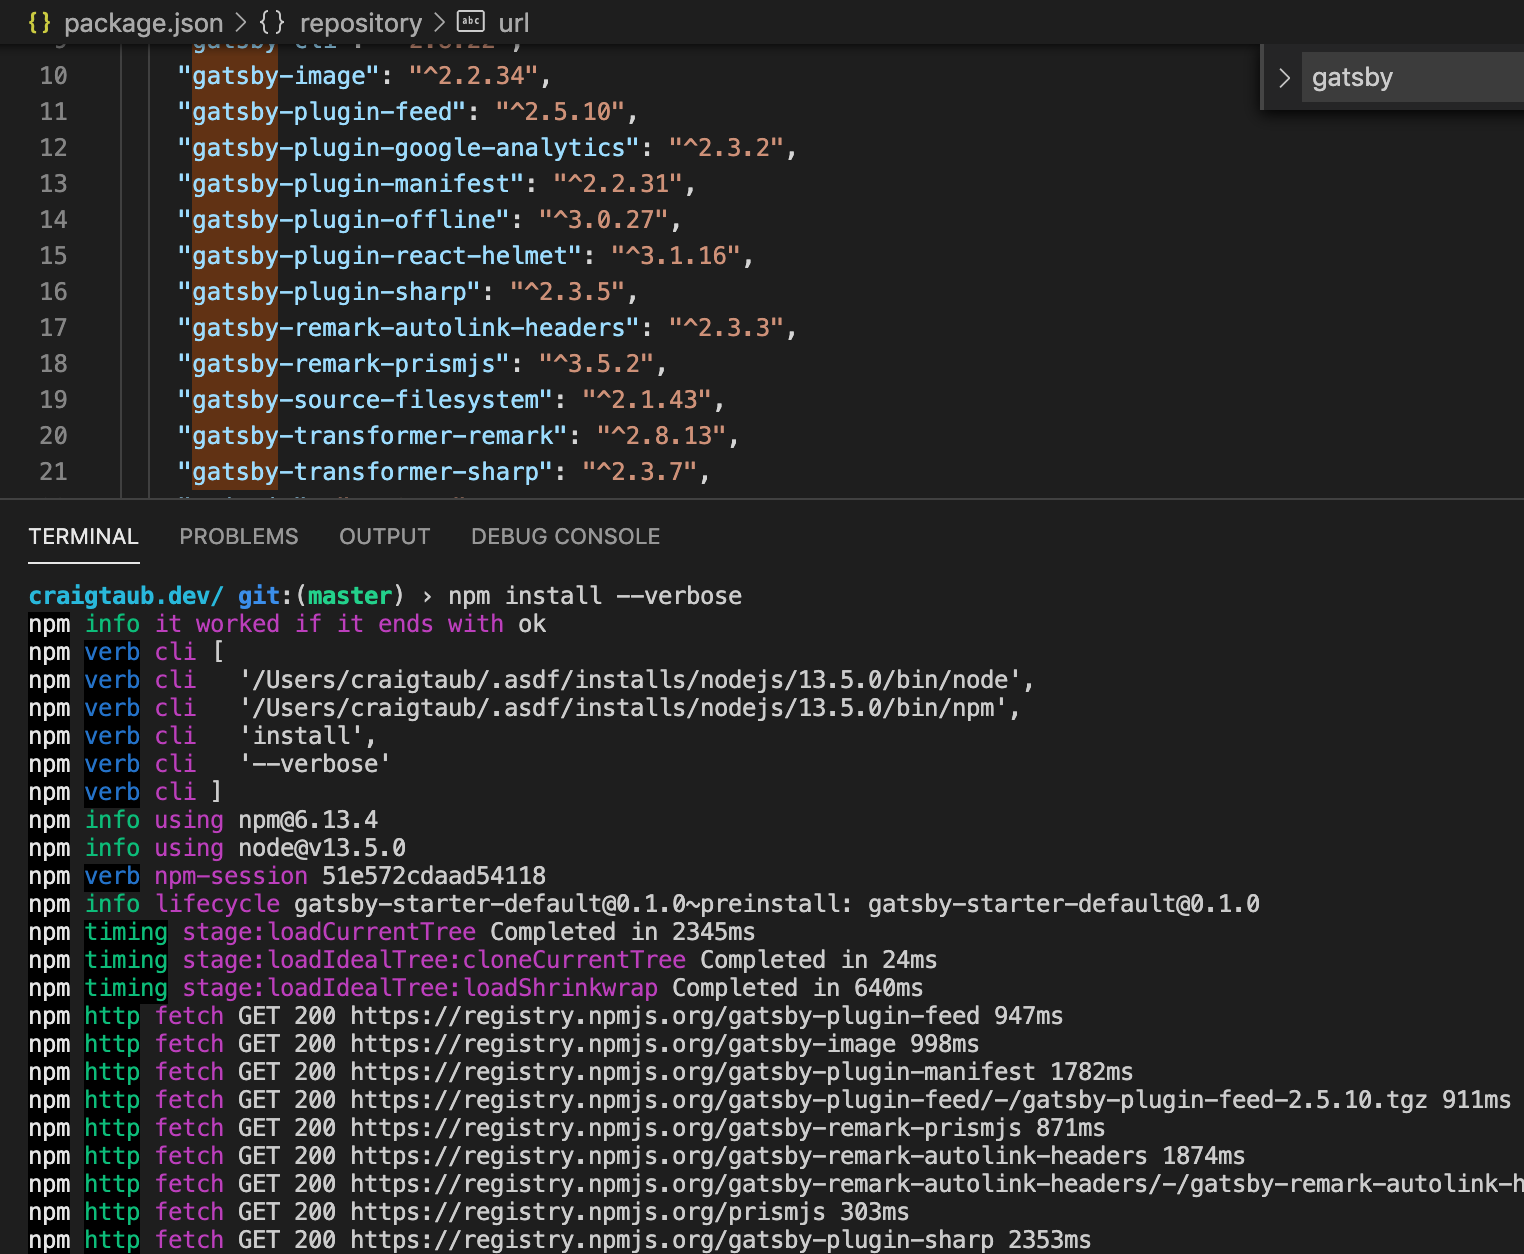 {} package.json > {} repository > abc url
gatsby
10 "gatsby-image": "^2.2.34",
11 "gatsby-plugin-feed": "^2.5.10",
12 "gatsby-plugin-google-analytics": "^2.3.2",
13 "gatsby-plugin-manifest": "^2.2.31",
14 "gatsby-plugin-offline": "^3.0.27",
15 "gatsby-plugin-react-helmet": "^3.1.16",
16 "gatsby-plugin-sharp": "^2.3.5",
17 "gatsby-remark-autolink-headers": "^2.3.3",
18 "gatsby-remark-prismjs": "^3.5.2",
19 "gatsby-source-filesystem": "^2.1.43",
20 "gatsby-transformer-remark": "^2.8.13",
21 "gatsby-transformer-sharp": "^2.3.7",
TERMINAL PROBLEMS OUTPUT DEBUG CONSOLE
craigtaub.dev/ git:(master) › npm install --verbose
npm info it worked if it ends with ok
npm verb cli [
npm verb cli   '/Users/craigtaub/.asdf/installs/nodejs/13.5.0/bin/node',
npm verb cli   '/Users/craigtaub/.asdf/installs/nodejs/13.5.0/bin/npm',
npm verb cli   'install',
npm verb cli   '--verbose'
npm verb cli ]
npm info using npm@6.13.4
npm info using node@v13.5.0
npm verb npm-session 51e572cdaad54118
npm info lifecycle gatsby-starter-default@0.1.0~preinstall: gatsby-starter-default@0.1.0
npm timing stage:loadCurrentTree Completed in 2345ms
npm timing stage:loadIdealTree:cloneCurrentTree Completed in 24ms
npm timing stage:loadIdealTree:loadShrinkwrap Completed in 640ms
npm http fetch GET 200 https://registry.npmjs.org/gatsby-plugin-feed 947ms
npm http fetch GET 200 https://registry.npmjs.org/gatsby-image 998ms
npm http fetch GET 200 https://registry.npmjs.org/gatsby-plugin-manifest 1782ms
npm http fetch GET 200 https://registry.npmjs.org/gatsby-plugin-feed/-/gatsby-plugin-feed-2.5.10.tgz 911ms
npm http fetch GET 200 https://registry.npmjs.org/gatsby-remark-prismjs 871ms
npm http fetch GET 200 https://registry.npmjs.org/gatsby-remark-autolink-headers 1874ms
npm http fetch GET 200 https://registry.npmjs.org/gatsby-remark-autolink-headers/-/gatsby-remark-autolink-h
npm http fetch GET 200 https://registry.npmjs.org/prismjs 303ms
npm http fetch GET 200 https://registry.npmjs.org/gatsby-plugin-sharp 2353ms